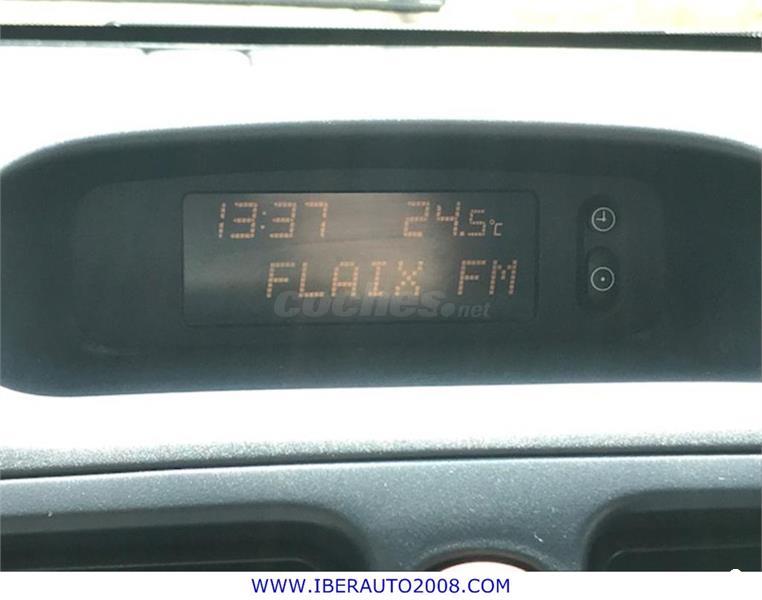 13:37 24.5°C
FLAIX FM
coches.net
WWW.IBERAUTO2008.COM